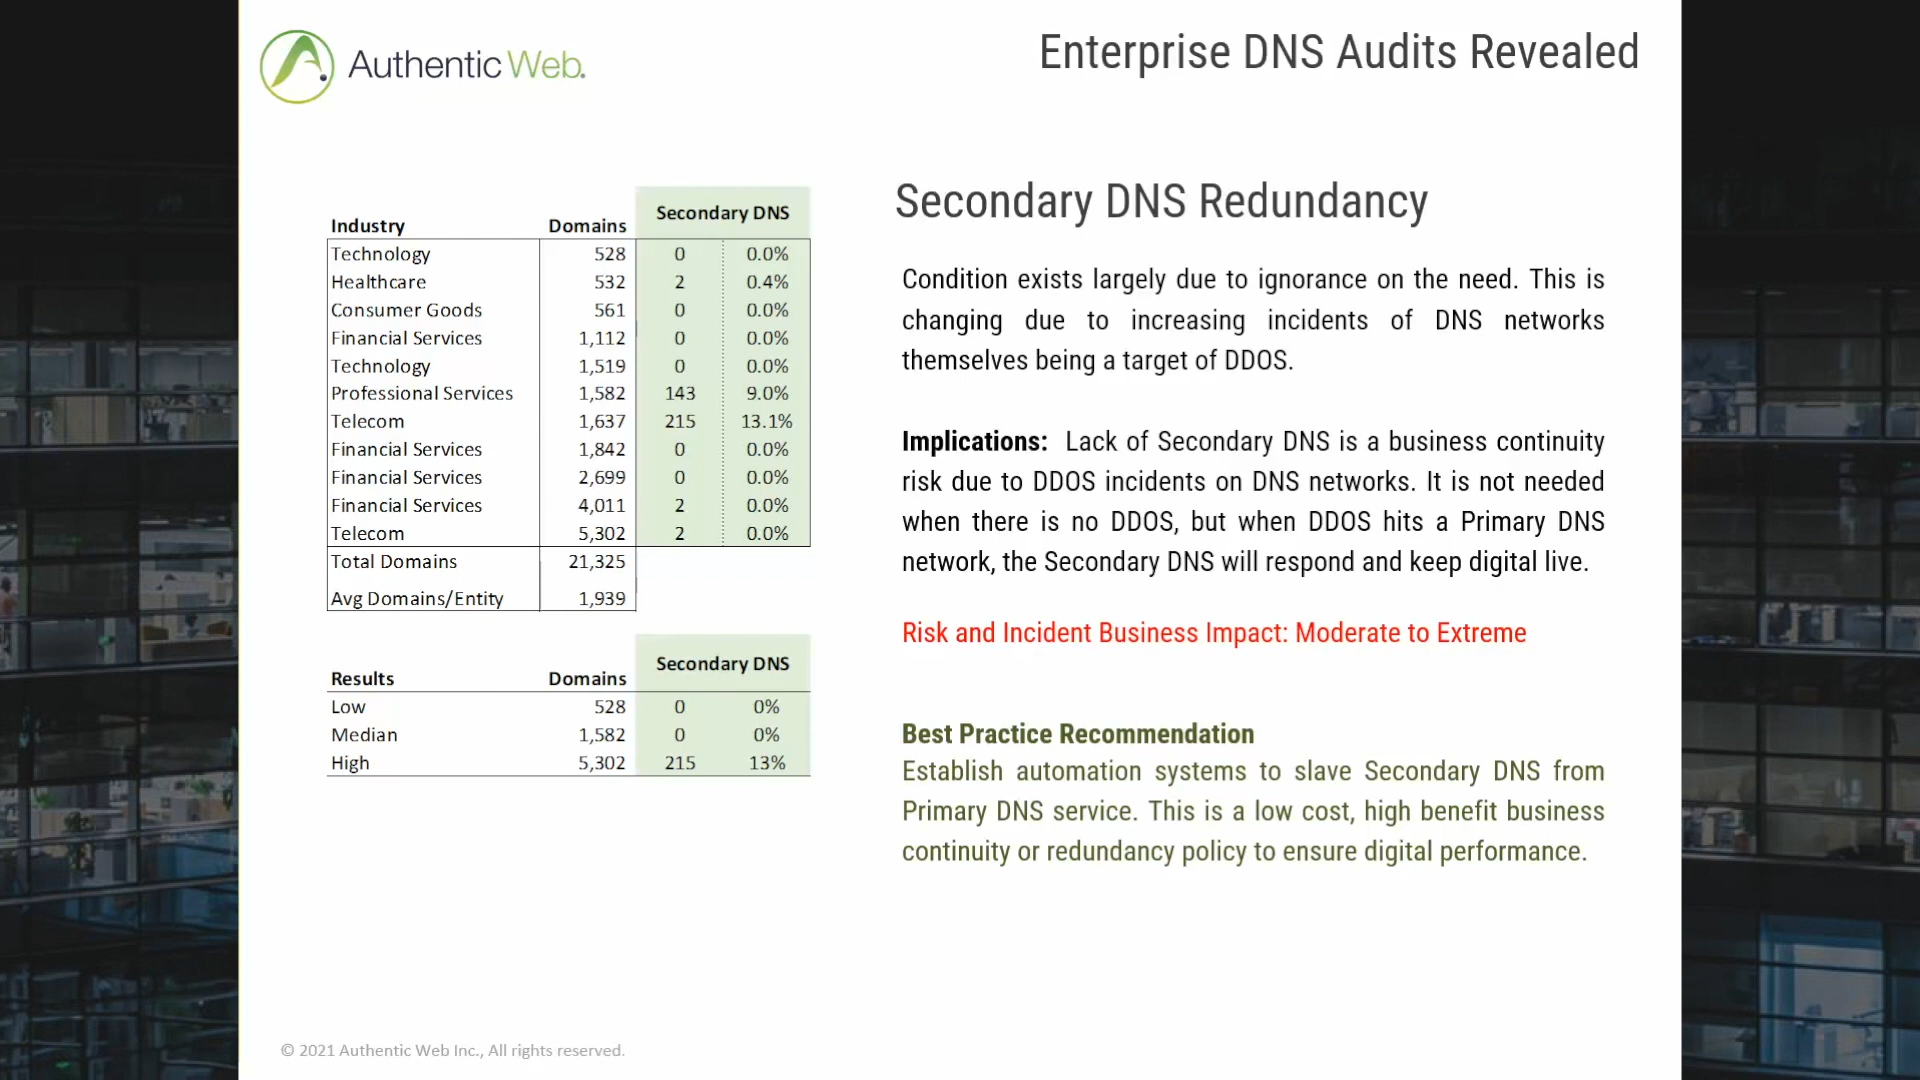 Authentic Web.
Enterprise DNS Audits Revealed
Industry Domains Secondary DNS
Technology 528 0 0.0%
Healthcare 532 2 0.4%
Consumer Goods 561 0 0.0%
Financial Services 1,112 0 0.0%
Technology 1,519 0 0.0%
Professional Services 1,582 143 9.0%
Telecom 1,637 215 13.1%
Financial Services 1,842 0 0.0%
Financial Services 2,699 0 0.0%
Financial Services 4,011 2 0.0%
Telecom 5,302 2 0.0%
Total Domains 21,325
Avg Domains/Entity 1,939
Results Domains Secondary DNS
Low 528 0 0%
Median 1,582 0 0%
High 5,302 215 13%
Secondary DNS Redundancy
Condition exists largely due to ignorance on the need. This is
changing due to increasing incidents of DNS networks
themselves being a target of DDOS.
Implications: Lack of Secondary DNS is a business continuity
risk due to DDOS incidents on DNS networks. It is not needed
when there is no DDOS, but when DDOS hits a Primary DNS
network, the Secondary DNS will respond and keep digital live.
Risk and Incident Business Impact: Moderate to Extreme
Best Practice Recommendation
Establish automation systems to slave Secondary DNS from
Primary DNS service. This is a low cost, high benefit business
continuity or redundancy policy to ensure digital performance.
© 2021 Authentic Web Inc., All rights reserved.